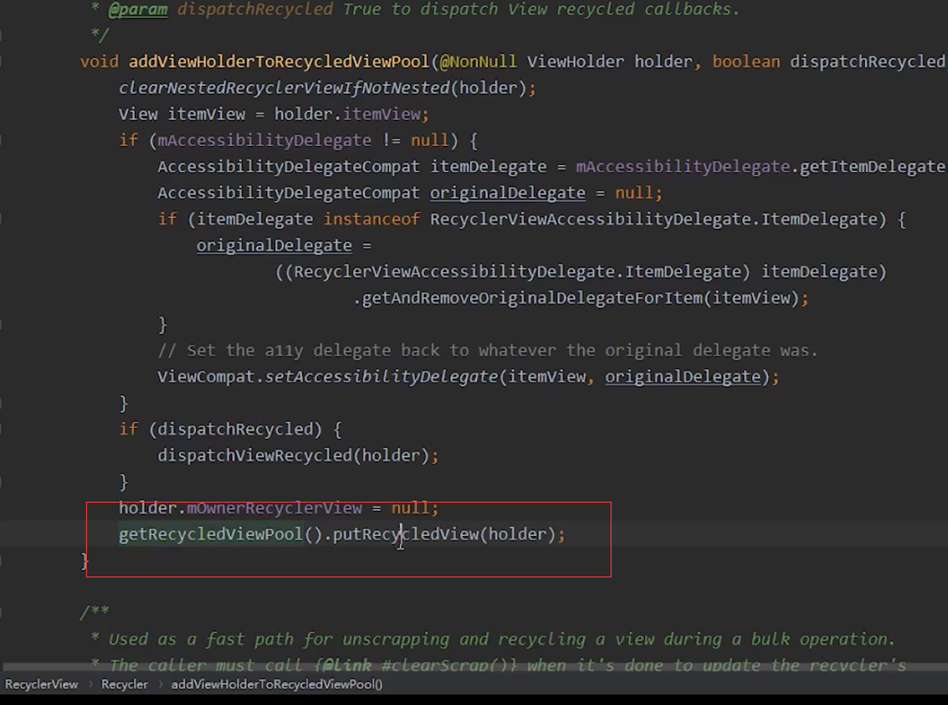 * @param dispatchRecycled True to dispatch View recycled callbacks.
*/
void addViewHolderToRecycledViewPool(@NonNull ViewHolder holder, boolean dispatchRecycled
clearNestedRecyclerViewIfNotNested(holder);
View itemView = holder.itemView;
if (mAccessibilityDelegate != null) {
AccessibilityDelegateCompat itemDelegate = mAccessibilityDelegate.getItemDelegate
AccessibilityDelegateCompat originalDelegate = null;
if (itemDelegate instanceof RecyclerViewAccessibilityDelegate.ItemDelegate) {
originalDelegate =
((RecyclerViewAccessibilityDelegate.ItemDelegate) itemDelegate)
.getAndRemoveOriginalDelegateForItem(itemView);
}
// Set the a11y delegate back to whatever the original delegate was.
ViewCompat.setAccessibilityDelegate(itemView, originalDelegate);
}
if (dispatchRecycled) {
dispatchViewRecycled(holder);
}
holder.mOwnerRecyclerView = null;
getRecycledViewPool().putRecycledView(holder);
}
/**
* Used as a fast path for unscrapping and recycling a view during a bulk operation.
* The caller must call {@link #clearScrap()} when it's done to update the recycler's
RecyclerView › Recycler › addViewHolderToRecycledViewPool()